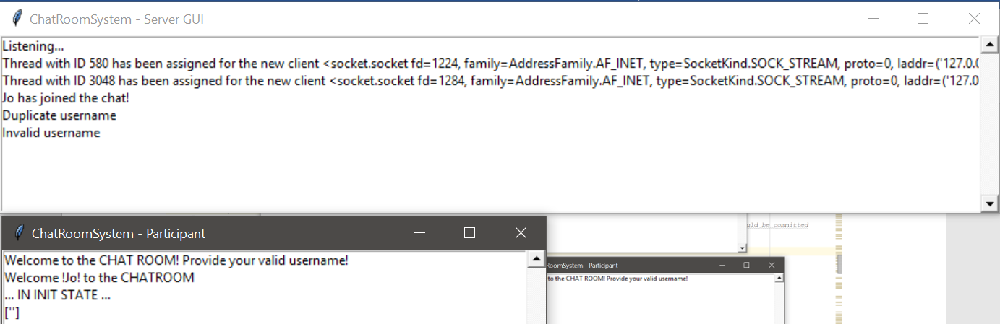 ChatRoomSystem - Server GUI
Listening...
Thread with ID 580 has been assigned for the new client <socket.socket fd=1224, family=AddressFamily.AF_INET, type=SocketKind.SOCK_STREAM, proto=0, laddr=('127.0.0
Thread with ID 3048 has been assigned for the new client <socket.socket fd=1284, family=AddressFamily.AF_INET, type=SocketKind.SOCK_STREAM, proto=0, laddr=('127.0
Jo has joined the chat!
Duplicate username
Invalid username
ChatRoomSystem - Participant
Welcome to the CHAT ROOM! Provide your valid username!
Welcome !Jo! to the CHATROOM
... IN INIT STATE ...
['']
uld be committed
RoomSystem - Participant
to the CHAT ROOM! Provide your valid username!